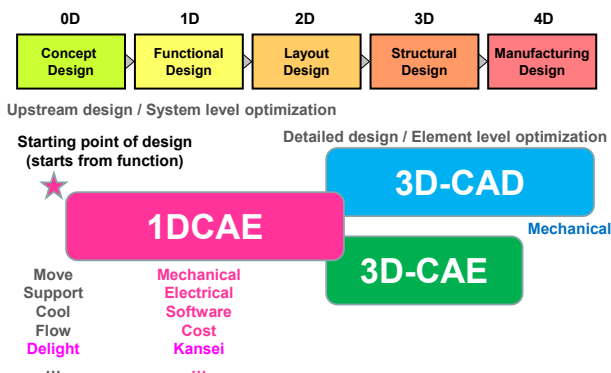 0D 1D 2D 3D 4D
Concept Design
Functional Design
Layout Design
Structural Design
Manufacturing Design
Upstream design / System level optimization
Starting point of design
(starts from function)
Detailed design / Element level optimization
3D-CAD
1DCAE
Mechanical
3D-CAE
Move
Support
Cool
Flow
Delight
...
Mechanical
Electrical
Software
Cost
Kansei
...